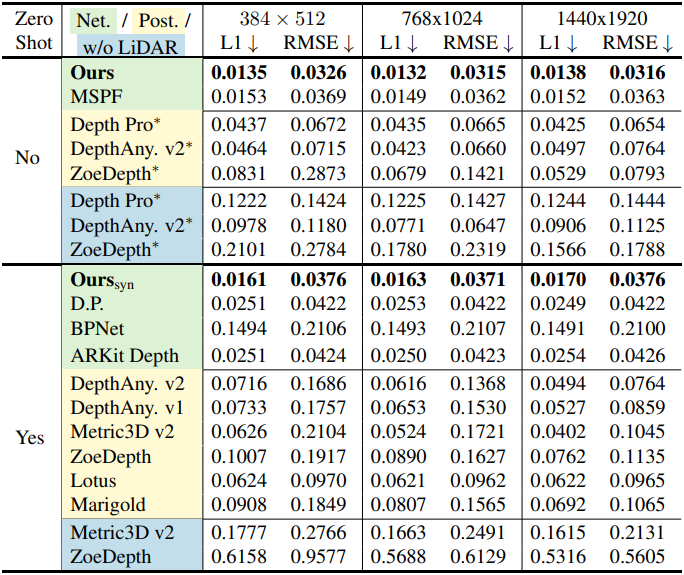 Zero Net. / Post. / 384 × 512 768x1024 1440x1920
Shot w/o LiDAR L1 ↓ RMSE ↓ L1 ↓ RMSE ↓ L1 ↓ RMSE ↓
Ours 0.0135 0.0326 0.0132 0.0315 0.0138 0.0316
MSPF 0.0153 0.0369 0.0149 0.0362 0.0152 0.0363
Depth Pro* 0.0437 0.0672 0.0435 0.0665 0.0425 0.0654
No DepthAny. v2* 0.0464 0.0715 0.0423 0.0660 0.0497 0.0764
ZoeDepth* 0.0831 0.2873 0.0679 0.1421 0.0529 0.0793
Depth Pro* 0.1222 0.1424 0.1225 0.1427 0.1244 0.1444
DepthAny. v2* 0.0978 0.1180 0.0771 0.0647 0.0906 0.1125
ZoeDepth* 0.2101 0.2784 0.1780 0.2319 0.1566 0.1788
Ours_syn 0.0161 0.0376 0.0163 0.0371 0.0170 0.0376
D.P. 0.0251 0.0422 0.0253 0.0422 0.0249 0.0422
BPNet 0.1494 0.2106 0.1493 0.2107 0.1491 0.2100
ARKit Depth 0.0251 0.0424 0.0250 0.0423 0.0254 0.0426
DepthAny. v2 0.0716 0.1686 0.0616 0.1368 0.0494 0.0764
DepthAny. v1 0.0733 0.1757 0.0653 0.1530 0.0527 0.0859
Yes Metric3D v2 0.0626 0.2104 0.0524 0.1721 0.0402 0.1045
ZoeDepth 0.1007 0.1917 0.0890 0.1627 0.0762 0.1135
Lotus 0.0624 0.0970 0.0621 0.0962 0.0622 0.0965
Marigold 0.0908 0.1849 0.0807 0.1565 0.0692 0.1065
Metric3D v2 0.1777 0.2766 0.1663 0.2491 0.1615 0.2131
ZoeDepth 0.6158 0.9577 0.5688 0.6129 0.5316 0.5605